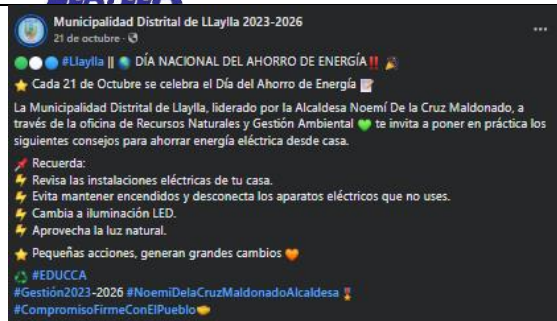 Municipalidad Distrital de LLaylla 2023-2026
21 de octubre ·
#Llaylla || DÍA NACIONAL DEL AHORRO DE ENERGÍA‼️
Cada 21 de Octubre se celebra el Día del Ahorro de Energía
La Municipalidad Distrital de Llaylla, liderado por la Alcaldesa Noemí De la Cruz Maldonado, a
través de la oficina de Recursos Naturales y Gestión Ambiental 💚 te invita a poner en práctica los
siguientes consejos para ahorrar energía eléctrica desde casa.
Recuerda:
Revisa las instalaciones eléctricas de tu casa.
Evita mantener encendidos y desconecta los aparatos eléctricos que no uses.
Cambia a iluminación LED.
Aprovecha la luz natural.
Pequeñas acciones, generan grandes cambios 🧡
#EDUCCA
#Gestión2023-2026 #NoemiDelaCruzMaldonadoAlcaldesa
#CompromisoFirmeConElPueblo